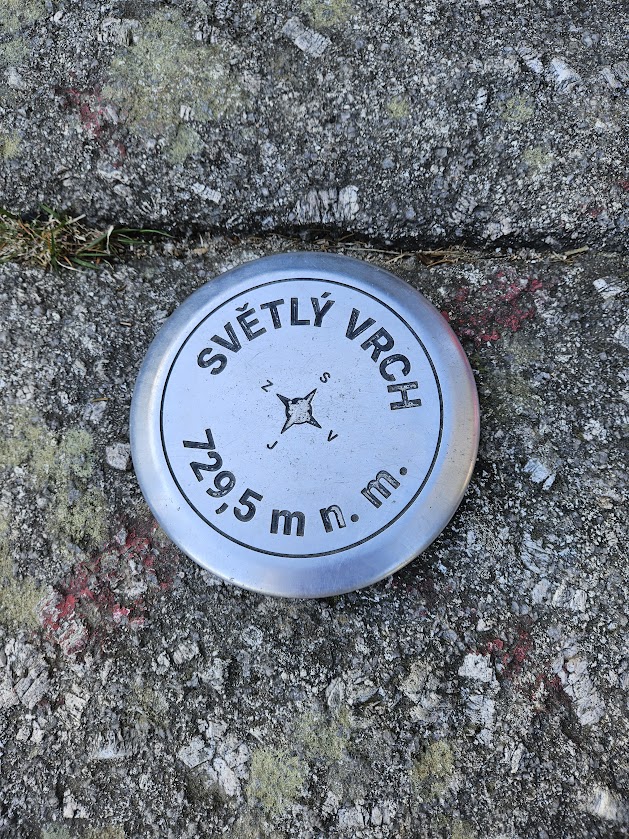 SVĚTLÝ VRCH
Z S
J V
729,5 m n. m.